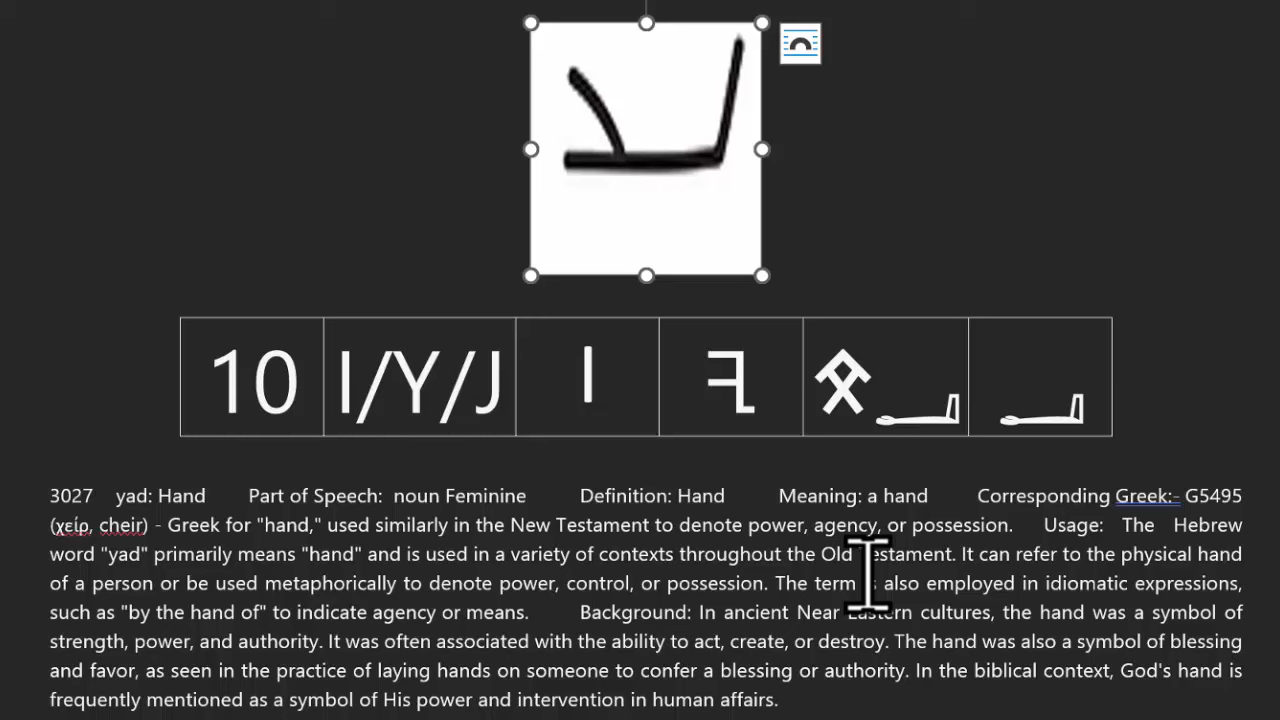 10 I/Y/J
3027 yad: Hand Part of Speech: noun Feminine Definition: Hand Meaning: a hand Corresponding Greek:- G5495
(χείρ, cheir) - Greek for "hand," used similarly in the New Testament to denote power, agency, or possession. Usage: The Hebrew
word "yad" primarily means "hand" and is used in a variety of contexts throughout the Old Testament. It can refer to the physical hand
of a person or be used metaphorically to denote power, control, or possession. The term is also employed in idiomatic expressions,
such as "by the hand of" to indicate agency or means. Background: In ancient Near Eastern cultures, the hand was a symbol of
strength, power, and authority. It was often associated with the ability to act, create, or destroy. The hand was also a symbol of blessing
and favor, as seen in the practice of laying hands on someone to confer a blessing or authority. In the biblical context, God's hand is
frequently mentioned as a symbol of His power and intervention in human affairs.